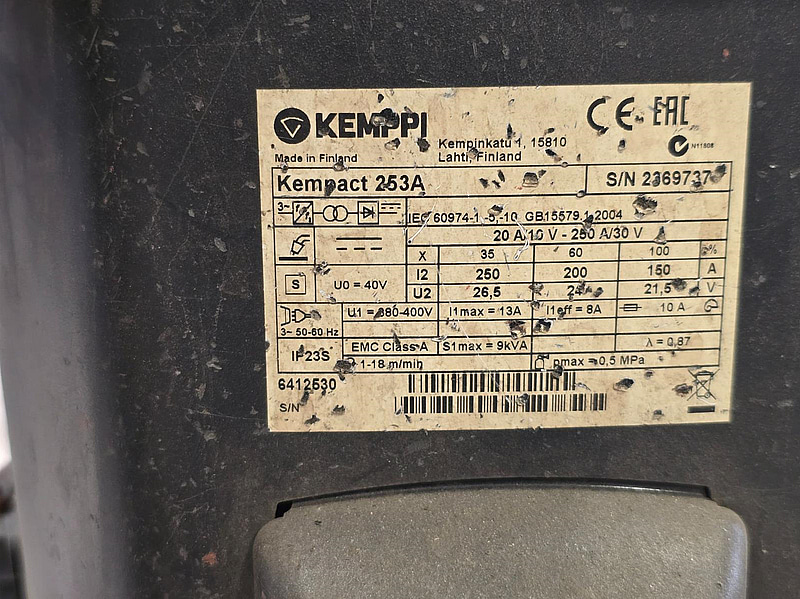 KEMPPI
CE EAC
Made in Finland
Kempinkatu 1, 15810
Lahti, Finland
N11808
Kempact 253A
S/N 2369737
3~
IEC 60974-1 -5,-10 GB15579.1-2004
20 A/10 V - 250 A/30 V
X 35 60 100 %
S U0 = 40V I2 250 200 150 A
U2 26,5 21,5 V
U1 = 380-400V I1max = 13A I1eff = 8A 10 A
3~ 50-60 Hz
IP23S EMC Class A S1max = 9kVA λ = 0,87
1-18 m/min pmax = 0,5 MPa
6412530
S/N